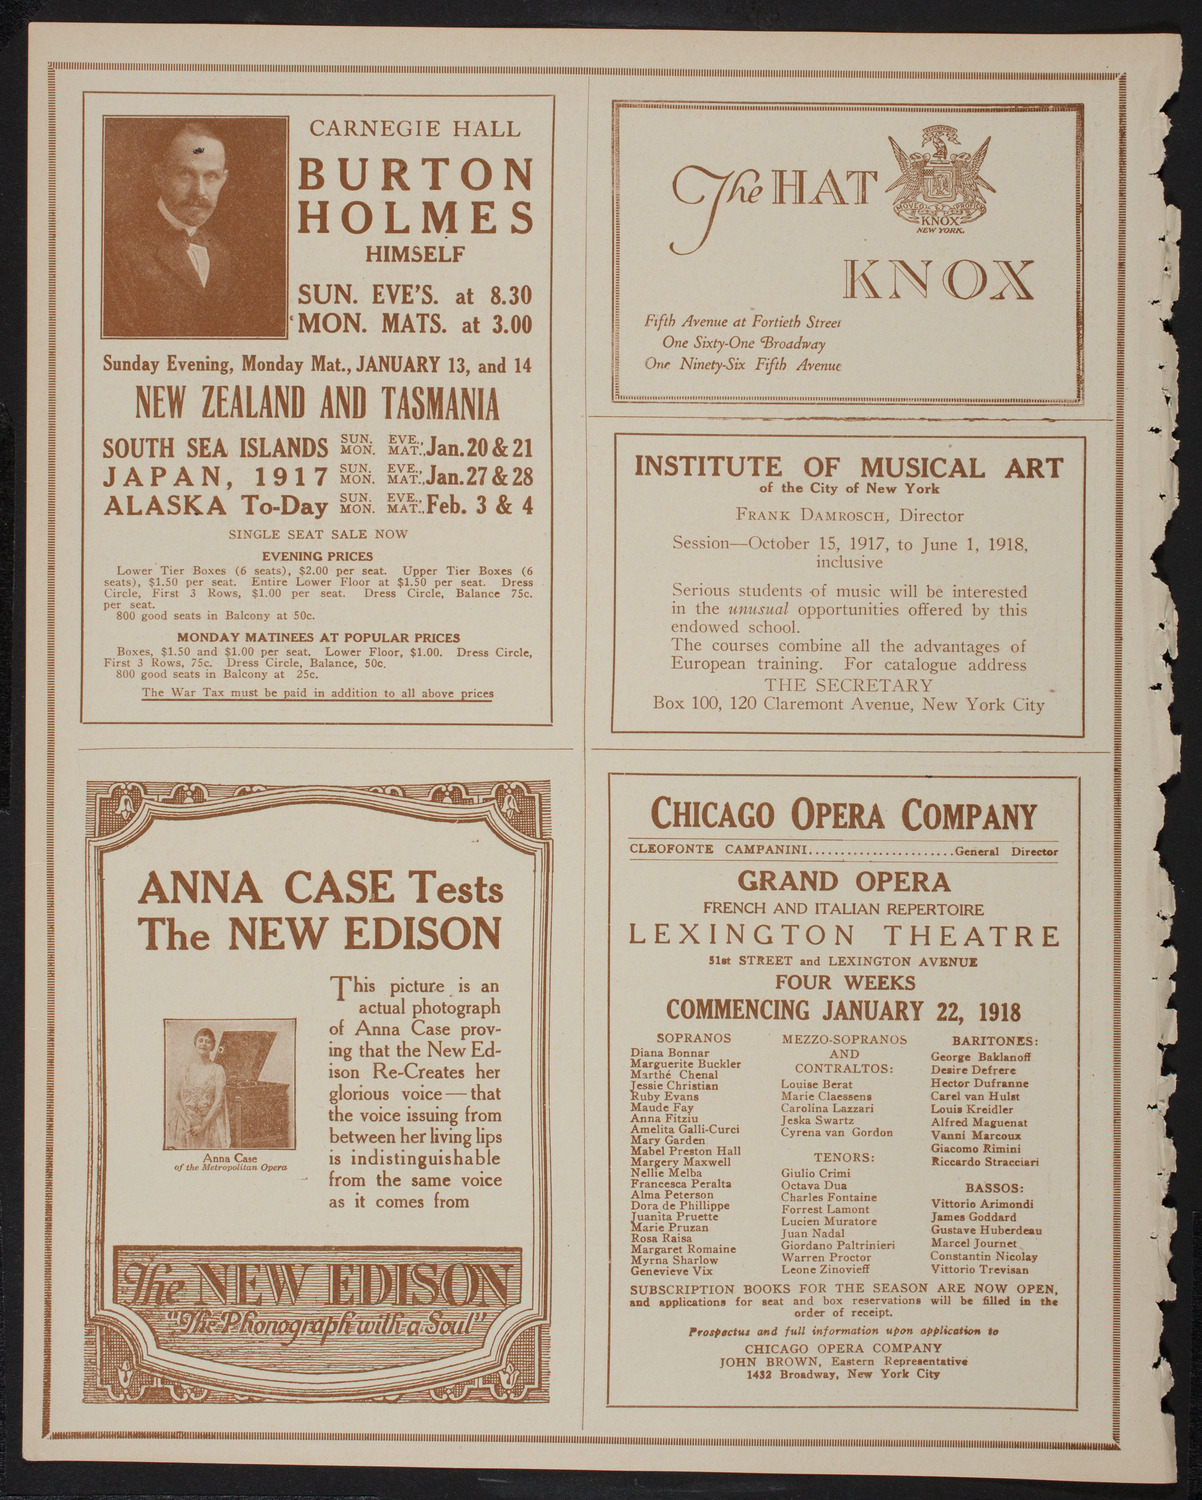 CARNEGIE HALL
BURTON
HOLMES
HIMSELF
SUN. EVE'S. at 8.30
MON. MATS. at 3.00
Sunday Evening, Monday Mat., JANUARY 13, and 14
NEW ZEALAND AND TASMANIA
SOUTH SEA ISLANDS SUN. EVE., MON. MAT., Jan. 20 & 21
JAPAN, 1917 SUN. EVE., MON. MAT., Jan. 27 & 28
ALASKA To-Day SUN. EVE., MON. MAT., Feb. 3 & 4
SINGLE SEAT SALE NOW
EVENING PRICES
Lower Tier Boxes (6 seats), $2.00 per seat. Upper Tier Boxes (6
seats), $1.50 per seat. Entire Lower Floor at $1.50 per seat. Dress
Circle, First 3 Rows, $1.00 per seat. Dress Circle, Balance 75c.
per seat.
800 good seats in Balcony at 50c.
MONDAY MATINEES AT POPULAR PRICES
Boxes, $1.50 and $1.00 per seat. Lower Floor, $1.00. Dress Circle,
First 3 Rows, 75c. Dress Circle, Balance, 50c.
800 good seats in Balcony at 25c.
The War Tax must be paid in addition to all above prices
The HAT
KNOX
NEW YORK.
KNOX
Fifth Avenue at Fortieth Street
One Sixty-One Broadway
One Ninety-Six Fifth Avenue
INSTITUTE OF MUSICAL ART
of the City of New York
FRANK DAMROSCH, Director
Session—October 15, 1917, to June 1, 1918,
inclusive
Serious students of music will be interested
in the unusual opportunities offered by this
endowed school.
The courses combine all the advantages of
European training. For catalogue address
THE SECRETARY
Box 100, 120 Claremont Avenue, New York City
ANNA CASE Tests
The NEW EDISON
This picture is an
actual photograph
of Anna Case prov-
ing that the New Ed-
ison Re-Creates her
glorious voice—that
the voice issuing from
between her living lips
is indistinguishable
from the same voice
as it comes from
Anna Case
of the Metropolitan Opera
The NEW EDISON
"The Phonograph with a Soul"
CHICAGO OPERA COMPANY
CLEOFONTE CAMPANINI.......................General Director
GRAND OPERA
FRENCH AND ITALIAN REPERTOIRE
LEXINGTON THEATRE
51st STREET and LEXINGTON AVENUE
FOUR WEEKS
COMMENCING JANUARY 22, 1918
SOPRANOS
Diana Bonnar
Marguerite Buckler
Marthé Chenal
Jessie Christian
Ruby Evans
Maude Fay
Anna Fitziu
Amelita Galli-Curci
Mary Garden
Mabel Preston Hall
Margery Maxwell
Nellie Melba
Francesca Peralta
Alma Peterson
Dora de Phillippe
Juanita Pruette
Marie Pruzan
Rosa Raisa
Margaret Romaine
Myrna Sharlow
Genevieve Vix
MEZZO-SOPRANOS
AND
CONTRALTOS:
Louise Berat
Marie Claessens
Carolina Lazzari
Jeska Swartz
Cyrena van Gordon
TENORS:
Giulio Crimi
Octava Dua
Charles Fontaine
Forrest Lamont
Lucien Muratore
Juan Nadal
Giordano Paltrinieri
Warren Proctor
Leone Zinovieff
BARITONES:
George Baklanoff
Desire Defrere
Hector Dufranne
Carel van Hulst
Louis Kreidler
Alfred Maguenat
Vanni Marcoux
Giacomo Rimini
Riccardo Stracciari
BASSOS:
Vittorio Arimondi
James Goddard
Gustave Huberdeau
Marcel Journet
Constantin Nicolay
Vittorio Trevisan
SUBSCRIPTION BOOKS FOR THE SEASON ARE NOW OPEN,
and applications for seat and box reservations will be filled in the
order of receipt.
Prospectus and full information upon application to
CHICAGO OPERA COMPANY
JOHN BROWN, Eastern Representative
1432 Broadway, New York City